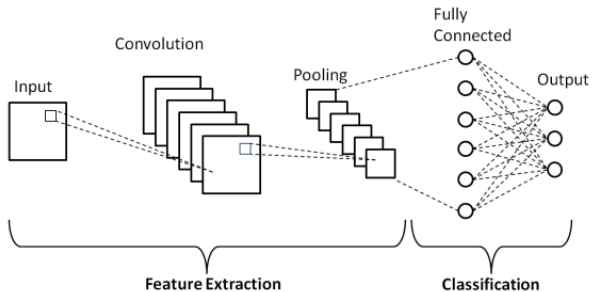 Input
Convolution
Pooling
Fully
Connected
Output
Feature Extraction
Classification